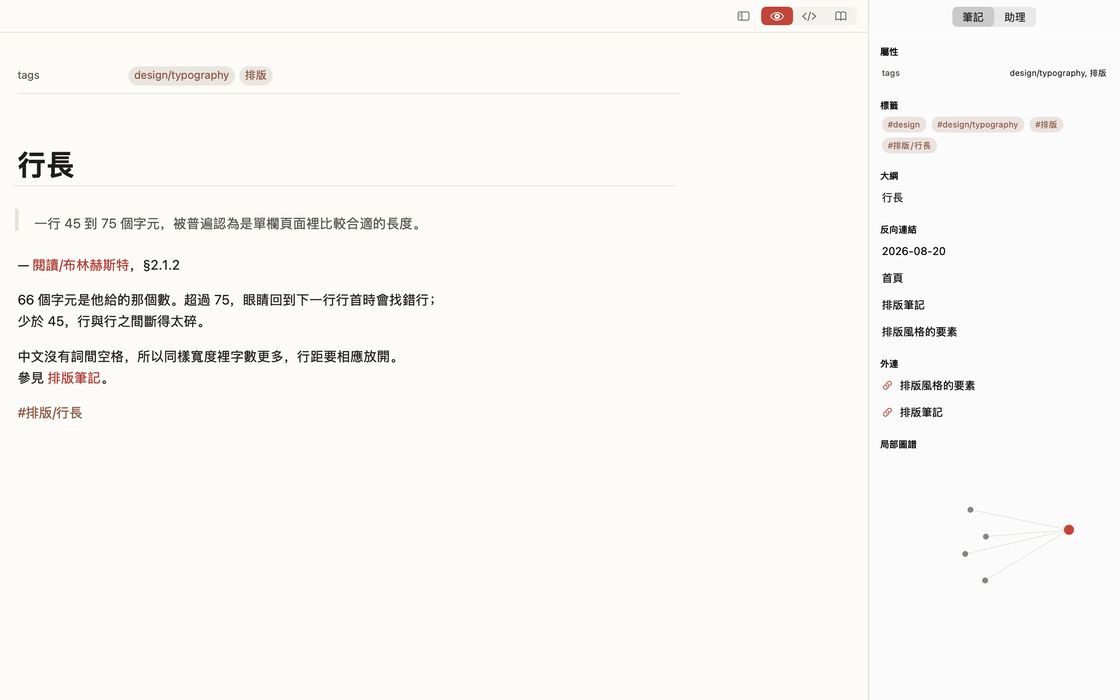 </>
筆記 助理
tags design/typography 排版
行長
一行 45 到 75 個字元，被普遍認為是單欄頁面裡比較合適的長度。
— 閱讀/布林赫斯特，§2.1.2
66 個字元是他給的那個數。超過 75，眼睛回到下一行行首時會找錯行；
少於 45，行與行之間斷得太碎。
中文沒有詞間空格，所以同樣寬度裡字數更多，行距要相應放開。
參見 排版筆記。
#排版/行長
屬性
tags design/typography, 排版
標籤
#design #design/typography #排版
#排版/行長
大綱
行長
反向連結
2026-08-20
首頁
排版筆記
排版風格的要素
外連
排版風格的要素
排版筆記
局部圖譜